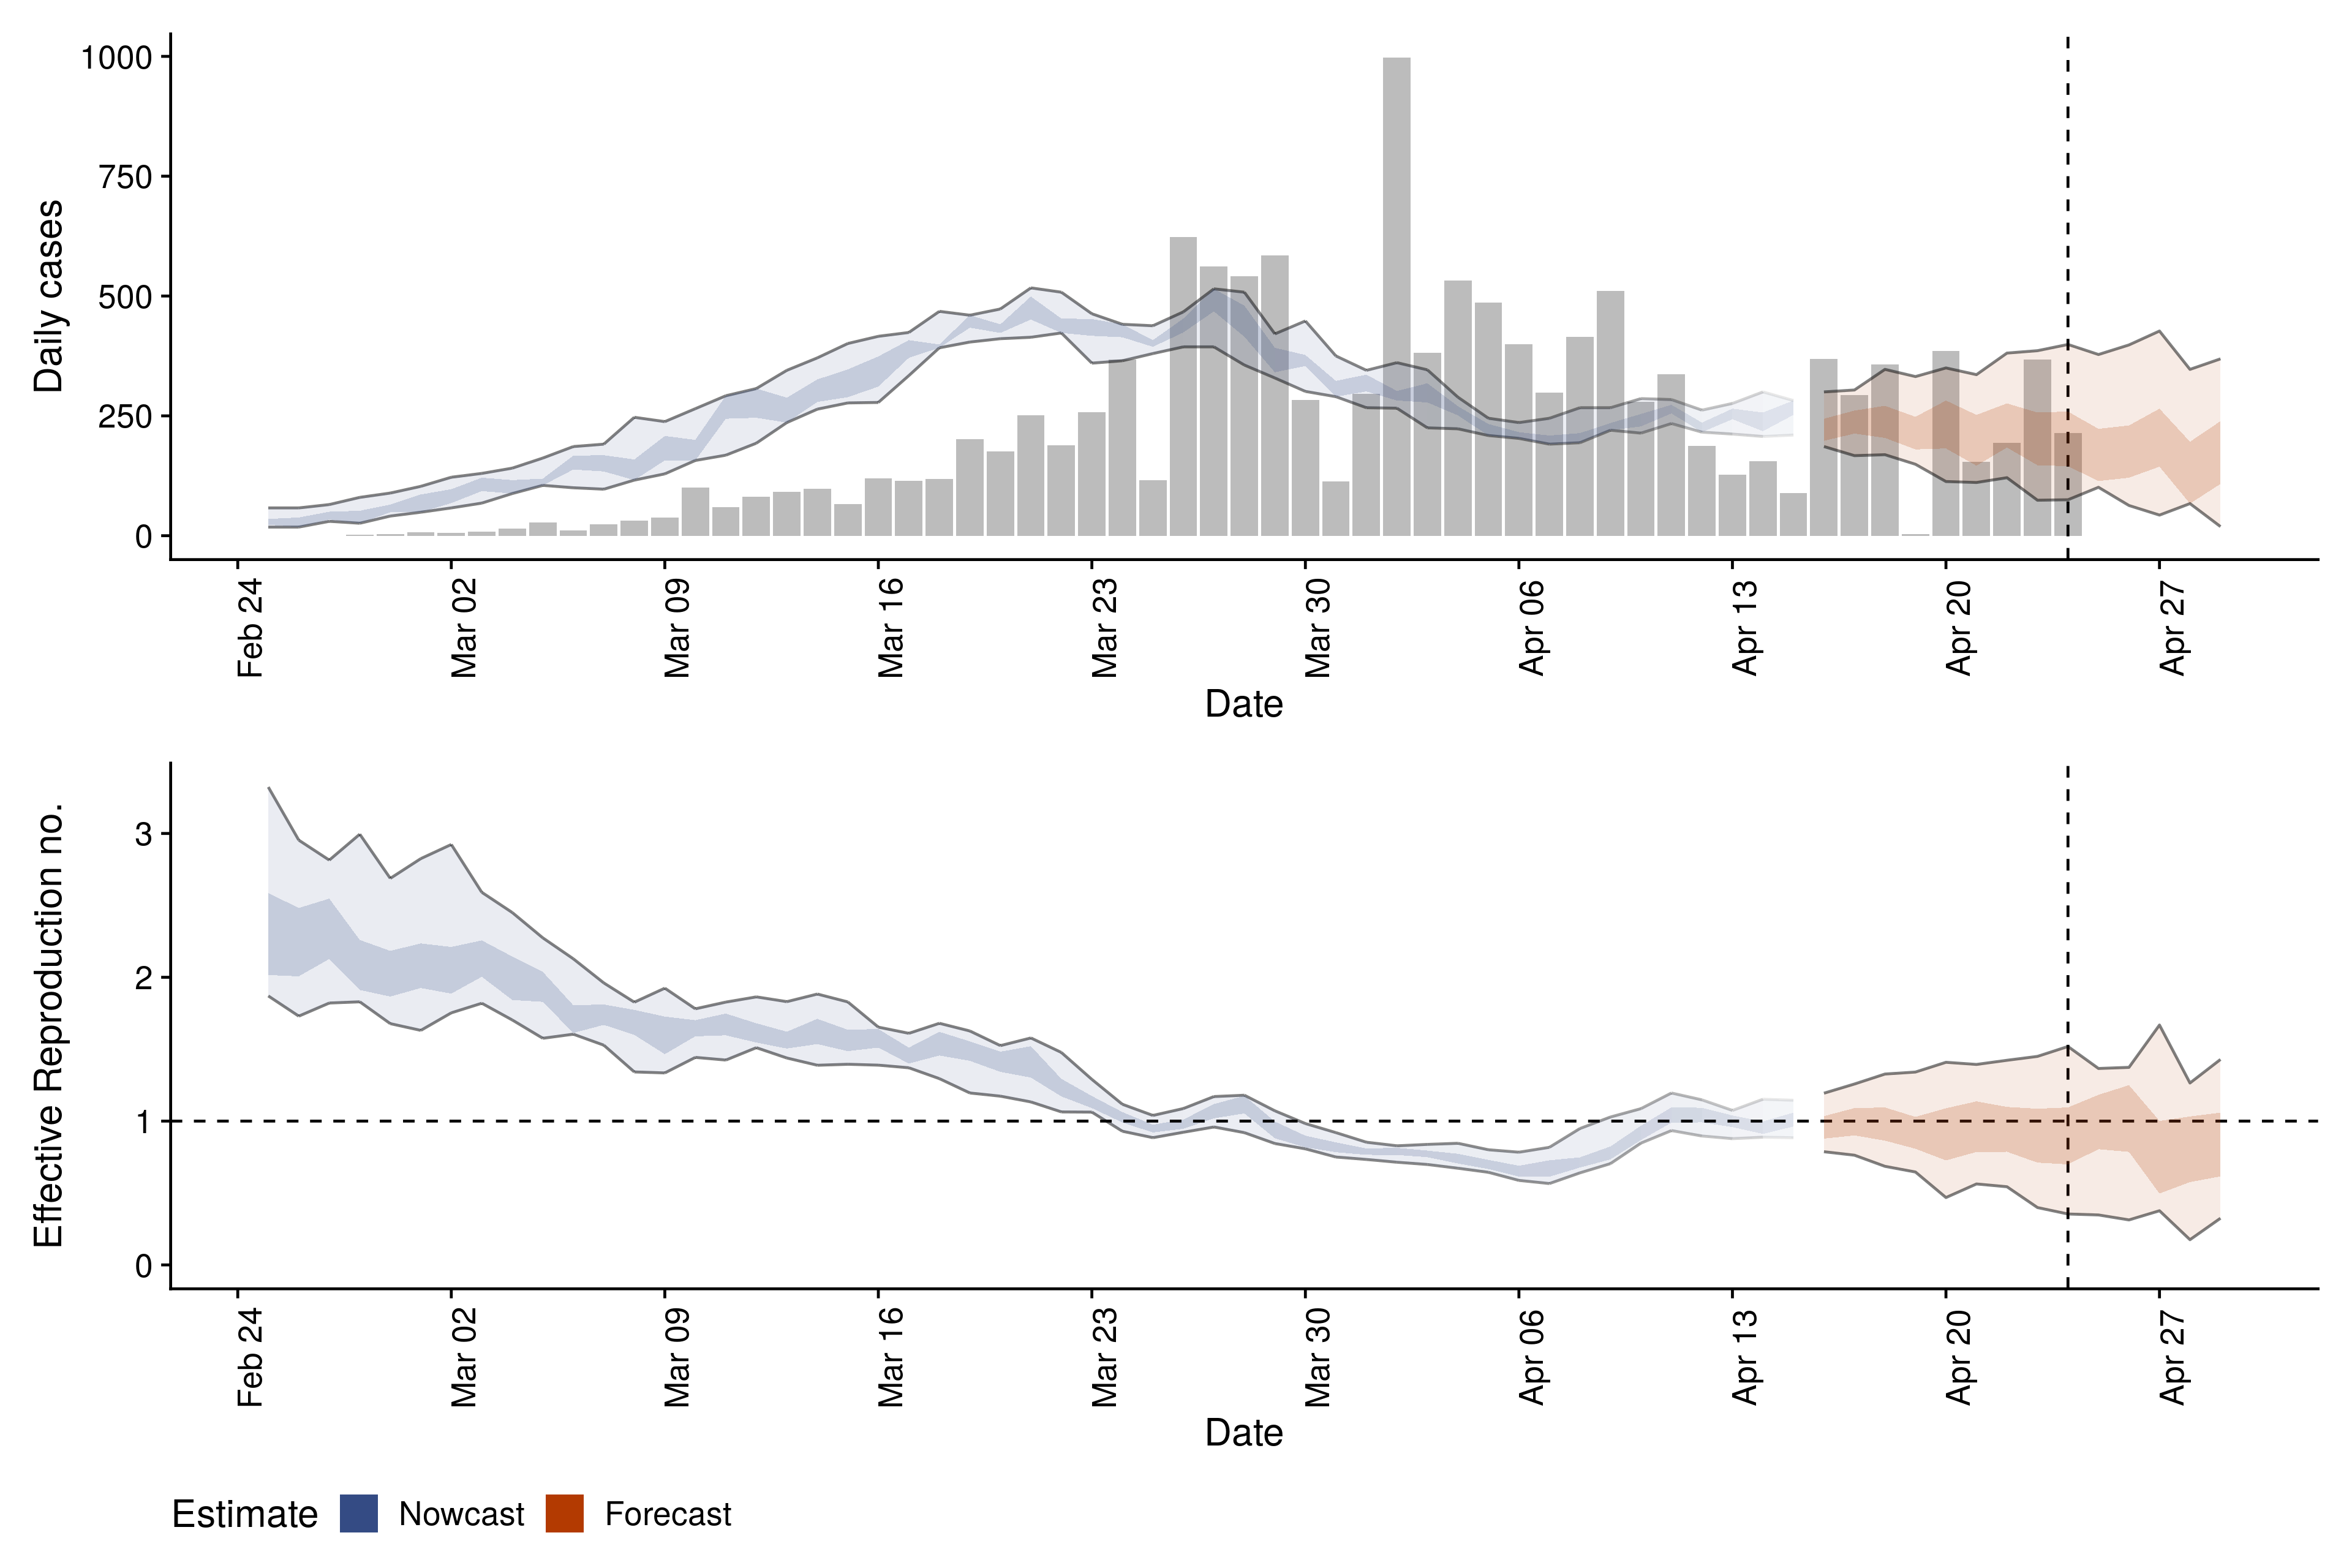 1000
750
500
250
0
Daily cases
Feb 24
Mar 02
Mar 09
Mar 16
Mar 23
Mar 30
Apr 06
Apr 13
Apr 20
Apr 27
Date
3
2
1
0
Effective Reproduction no.
Feb 24
Mar 02
Mar 09
Mar 16
Mar 23
Mar 30
Apr 06
Apr 13
Apr 20
Apr 27
Date
Estimate Nowcast Forecast